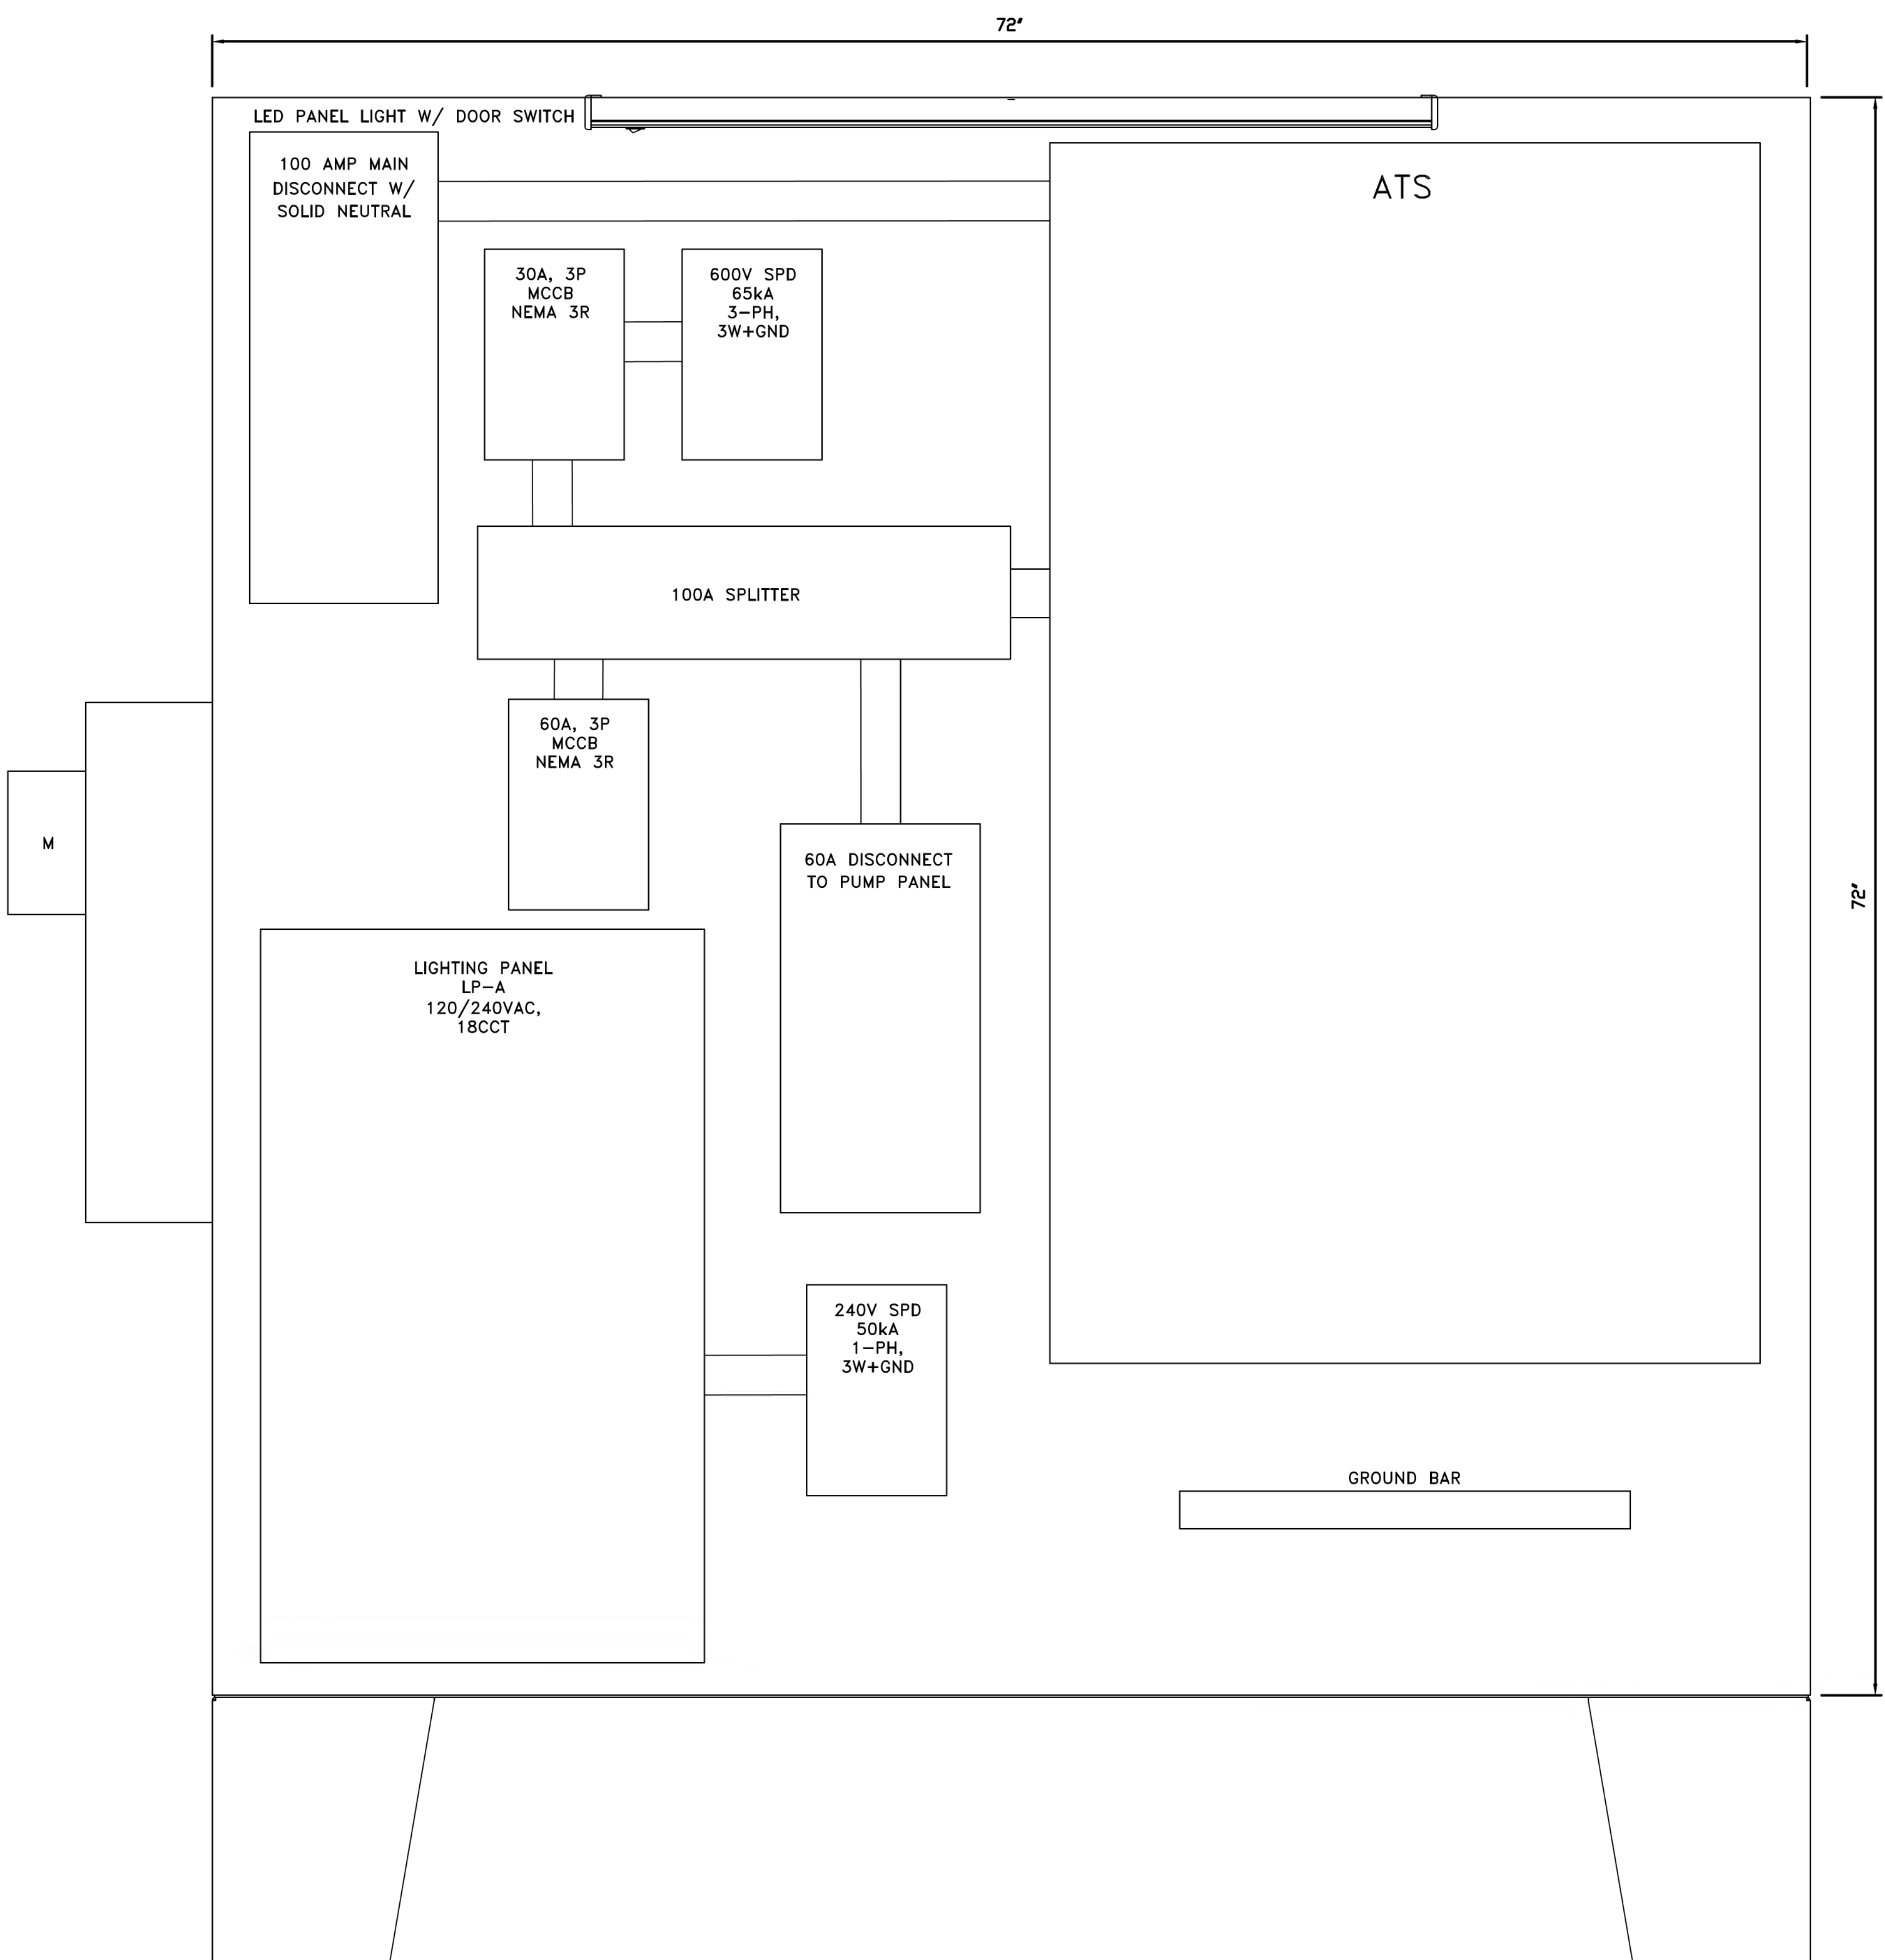 72"
LED PANEL LIGHT W/ DOOR SWITCH
100 AMP MAIN
DISCONNECT W/
SOLID NEUTRAL
ATS
30A, 3P
MCCB
NEMA 3R
600V SPD
65kA
3-PH,
3W+GND
100A SPLITTER
60A, 3P
MCCB
NEMA 3R
M
60A DISCONNECT
TO PUMP PANEL
72"
LIGHTING PANEL
LP-A
120/240VAC,
18CCT
240V SPD
50kA
1-PH,
3W+GND
GROUND BAR